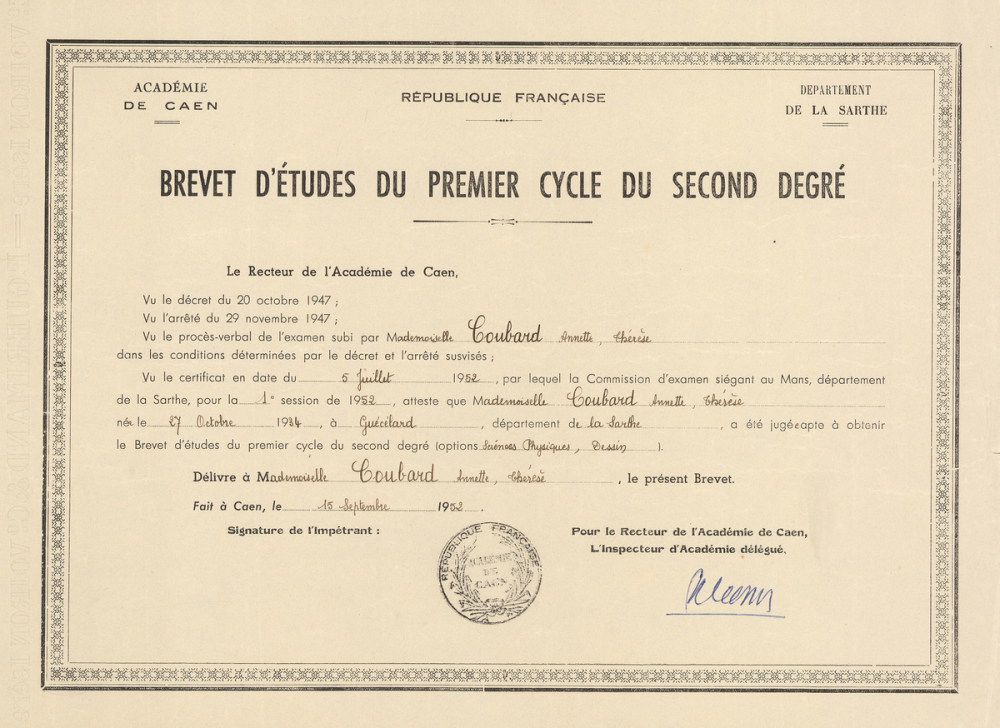 ACADÉMIE
DE CAEN
RÉPUBLIQUE FRANÇAISE
DÉPARTEMENT
DE LA SARTHE
BREVET D'ÉTUDES DU PREMIER CYCLE DU SECOND DEGRÉ
Le Recteur de l'Académie de Caen,
Vu le décret du 20 octobre 1947 ;
Vu l'arrêté du 29 novembre 1947 ;
Vu le procès-verbal de l'examen subi par Mademoiselle Coubard Annette, Thérèse
dans les conditions déterminées par le décret et l'arrêté susvisés ;
Vu le certificat en date du 5 Juillet 1952, par lequel la Commission d'examen siégant au Mans, département
de la Sarthe, pour la 1e session de 1952, atteste que Mademoiselle Coubard Annette, Thérèse
née le 27 Octobre 1934, à Guécélard, département de la Sarthe, a été jugée apte à obtenir
le Brevet d'études du premier cycle du second degré (options Sciences Physiques, Dessin).
Délivré à Mademoiselle Coubard Annette, Thérèse, le présent Brevet.
Fait à Caen, le 15 Septembre 1952.
Signature de l'Impétrant :
Pour le Recteur de l'Académie de Caen,
L'Inspecteur d'Académie délégué,
RÉPUBLIQUE FRANÇAISE
ACADÉMIE
DE
CAEN